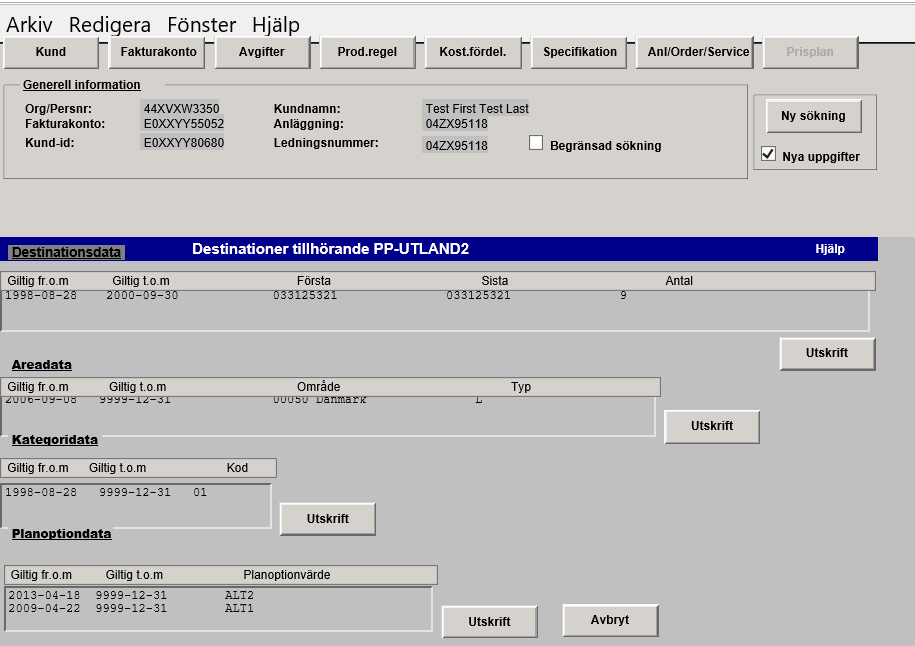 Arkiv Redigera Fönster Hjälp
Kund Fakturakonto Avgifter Prod.regel Kost.fördel. Specifikation Anl/Order/Service Prisplan
Generell information
Org/Persnr: 44XVXW3350 Kundnamn: Test First Test Last
Fakturakonto: E0XXYY55052 Anläggning: 04ZX95118
Kund-id: E0XXYY80680 Ledningsnummer: 04ZX95118 Begränsad sökning
Ny sökning
Nya uppgifter
Destinationsdata Destinationer tillhörande PP-UTLAND2 Hjälp
Giltig fr.o.m Giltig t.o.m Första Sista Antal
1998-08-28 2000-09-30 033125321 033125321 9
Utskrift
Areadata
Giltig fr.o.m Giltig t.o.m Område Typ
2006-09-08 9999-12-31 00050 Danmark L
Utskrift
Kategoridata
Giltig fr.o.m Giltig t.o.m Kod
1998-08-28 9999-12-31 01
Utskrift
Planoptiondata
Giltig fr.o.m Giltig t.o.m Planoptionvärde
2013-04-18 9999-12-31 ALT2
2009-04-22 9999-12-31 ALT1
Utskrift Avbryt